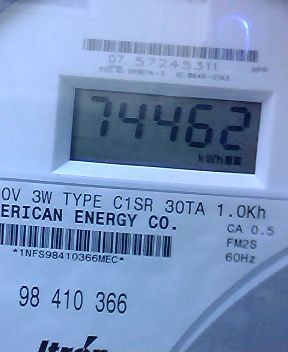 07 57245311
74462
kWh
0V 3W TYPE C1SR 30TA 1.0Kh
ERICAN ENERGY CO.
CA 0.5
FM2S
*1NFS98410366MEC*
60Hz
98 410 366
Itron